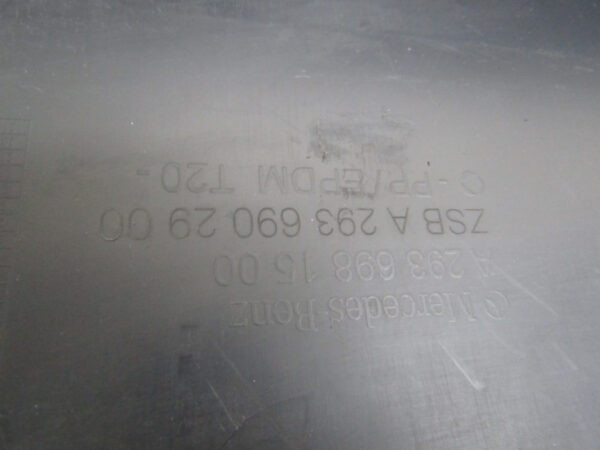 Mercedes-Benz
A 293 698 15 00
ZSB A 293 690 29 00
- PP/EPDM T20 -